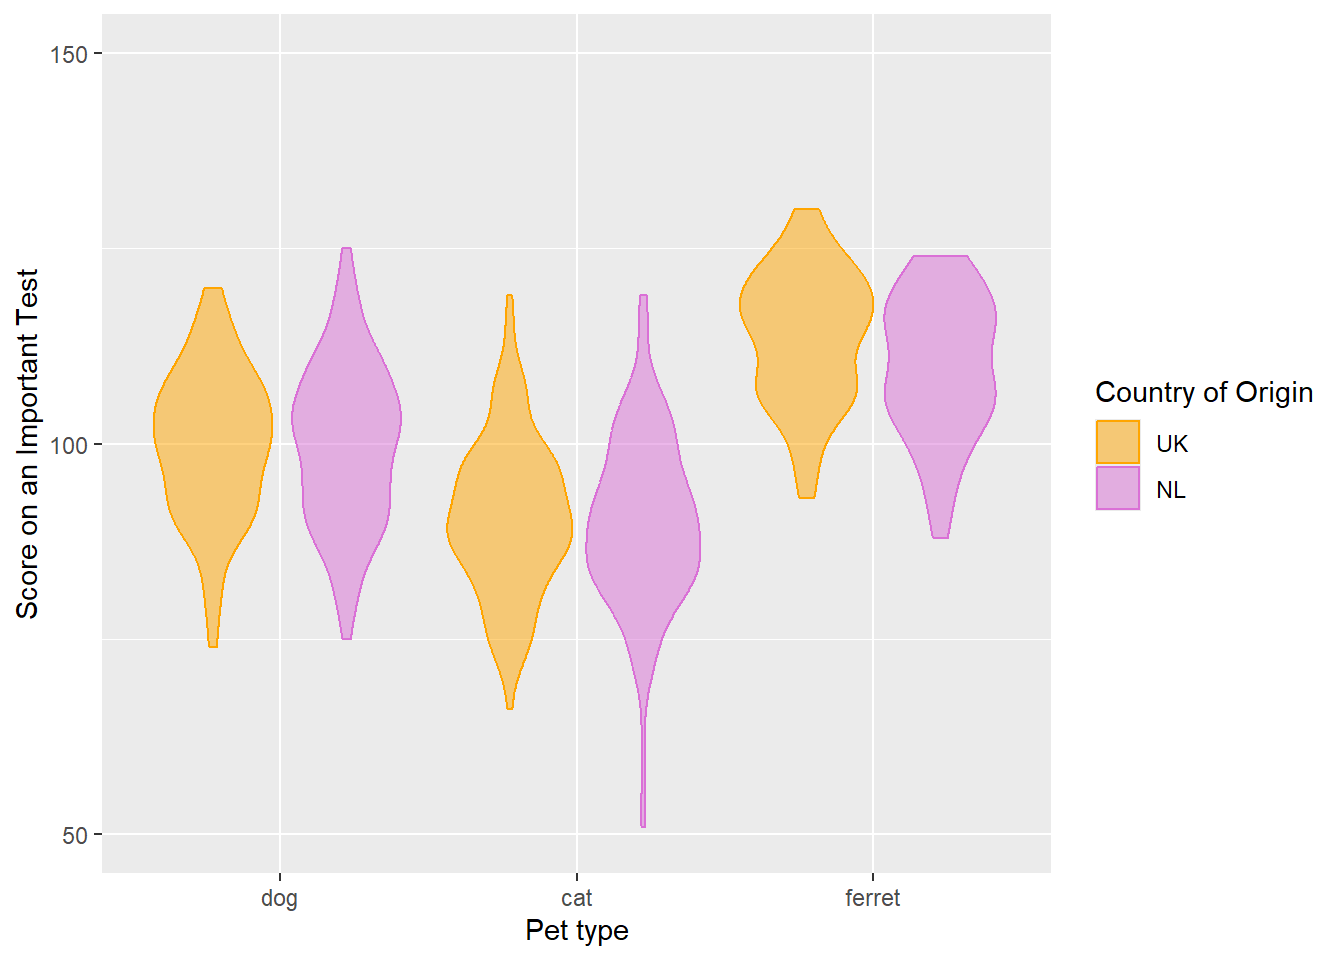 150
100
50
Score on an Important Test
dog cat ferret
Pet type
Country of Origin
UK
NL